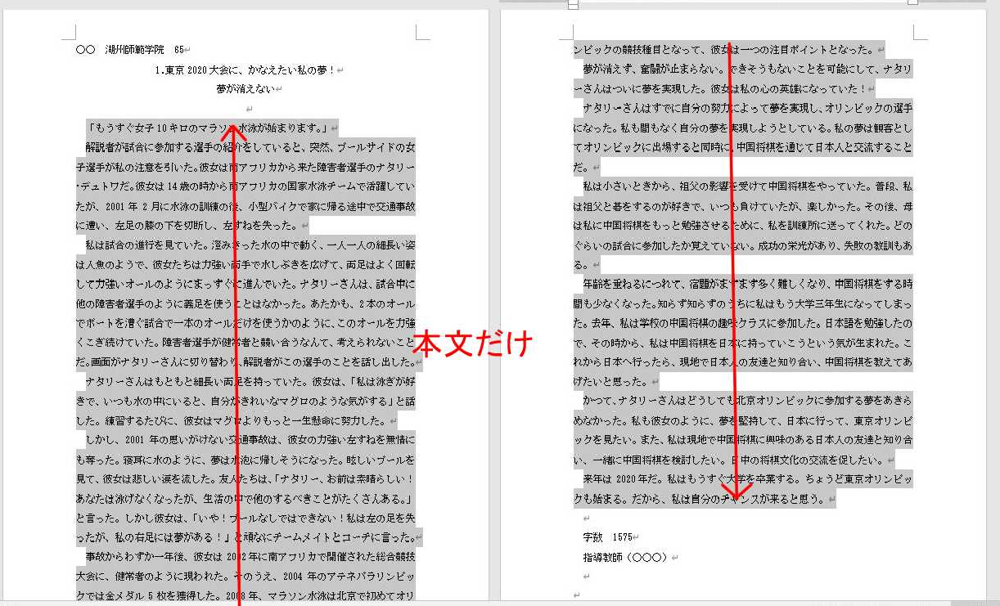 〇〇　湖州師範学院　65
1.東京 2020 大会に、かなえたい私の夢！
夢が消えない
「もうすぐ女子 10 キロのマラソン水泳が始まります。」
解説者が試合に参加する選手の紹介をしていると、突然、プールサイドの女
子選手が私の注意を引いた。彼女は南アフリカから来た障害者選手のナタリー
・デュトワだ。彼女は 14 歳の時から南アフリカの国家水泳チームで活躍してい
たが、2001 年 2 月に水泳の訓練の後、小型バイクで家に帰る途中で交通事故
に遭い、左足の膝の下を切断し、左すねを失った。
私は試合の進行を見ていた。澄みきった水の中で動く、一人一人の細長い姿
は人魚のようで、彼女たちは力強い両手で水しぶきを広げて、両足はよく回転
して力強いオールのようにまっすぐに進んでいた。ナタリーさんは、試合中に
他の障害者選手のように義足を使うことはなかった。あたかも、2 本のオール
でボートを漕ぐ試合で一本のオールだけを使うかのように、このオールを力強
くこぎ続けていた。障害者選手が健常者と競い合うなんて、考えられないこと
だ。画面がナタリーさんに切り替わり、解説者がこの選手のことを話し出した。
ナタリーさんはもともと細長い両足を持っていた。彼女は、「私は泳ぎが好
きで、いつも水の中にいると、自分がきれいなマグロのような気がする」と話
した。練習するたびに、彼女はマグロよりもっと一生懸命に努力した。
しかし、2001 年の思いがけない交通事故は、彼女の力強い左すねを無情に
も奪った。寝耳に水のように、夢は水泡に帰しそうになった。眩しいプールを
見て、彼女は悲しい涙を流した。友人たちは、「ナタリー、お前は素晴らしい！
あなたは泳げなくなったが、生活の中で他のするべきことがたくさんある。」
と言った。しかし彼女は、「いや！プールなしではできない！私は左の足を失
ったが、私の右足には夢がある！」と頑なにチームメイトとコーチに言った。
事故からわずか一年後、彼女は 2002 年に南アフリカで開催された総合競技
大会に、健常者のように現われた。そのうえ、2004 年のアテネパラリンピッ
クでは金メダル 5 枚を獲得した。2008 年、マラソン水泳は北京で初めてオリ
本文だけ
ンピックの競技種目となって、彼女は一つの注目ポイントとなった。
夢が消えず、奮闘が止まらない。できそうもないことを可能にして、ナタリ
ーさんはついに夢を実現した。彼女は私の心の英雄になっていた！
ナタリーさんはすでに自分の努力によって夢を実現し、オリンピックの選手
になった。私も間もなく自分の夢を実現しようとしている。私の夢は観客とし
てオリンピックに出場すると同時に、中国将棋を通じて日本人と交流すること
だ。
私は小さいときから、祖父の影響を受けて中国将棋をやっていた。普段、私
は祖父と碁をするのが好きで、いつも負けていたが、楽しかった。その後、母
は私に中国将棋をもっと勉強させるために、私を訓練所に送ってくれた。どの
ぐらいの試合に参加したか覚えていない。成功の栄光があり、失敗の教訓もあ
る。
年齢を重ねるにつれて、宿題がますます多く難しくなり、中国将棋をする時
間も少なくなった。知らず知らずのうちに私はもう大学三年生になってしまっ
た。去年、私は学校の中国将棋の趣味クラスに参加した。日本語を勉強したの
で、その時から、私は中国将棋を日本に持っていこうという気が生まれた。こ
れから日本へ行ったら、現地で日本人の友達と知り合い、中国将棋を教えてあ
げたいと思った。
かつて、ナタリーさんはどうしても北京オリンピックに参加する夢をあきら
めなかった。私も彼女のように、夢を堅持して、日本に行って、東京オリンピ
ックを見たい。また、私は現地で中国将棋に興味のある日本人の友達と知り合
い、一緒に中国将棋を検討したい。日中の将棋文化の交流を促したい。
来年は 2020 年だ。私はもうすぐ大学を卒業する。ちょうど東京オリンピッ
クも始まる。だから、私は自分のチャンスが来ると思う。
字数　1575
指導教師（〇〇〇）